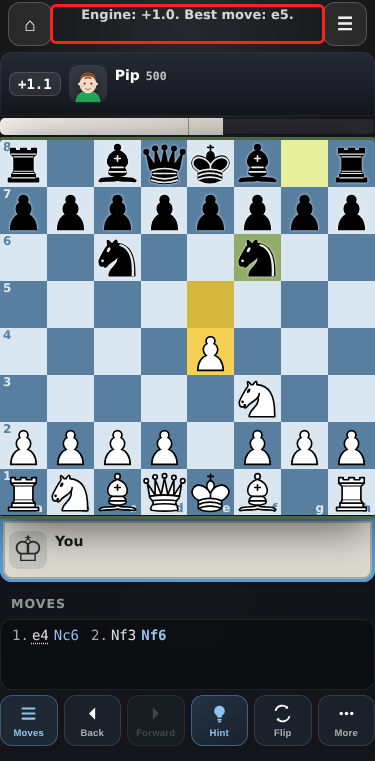 Engine: +1.0. Best move: e5.
+1.1 Pip 500
8
7
6
5
4
3
2
1 e g
You
MOVES
1. e4 Nc6 2. Nf3 Nf6
Moves Back Forward Hint Flip More